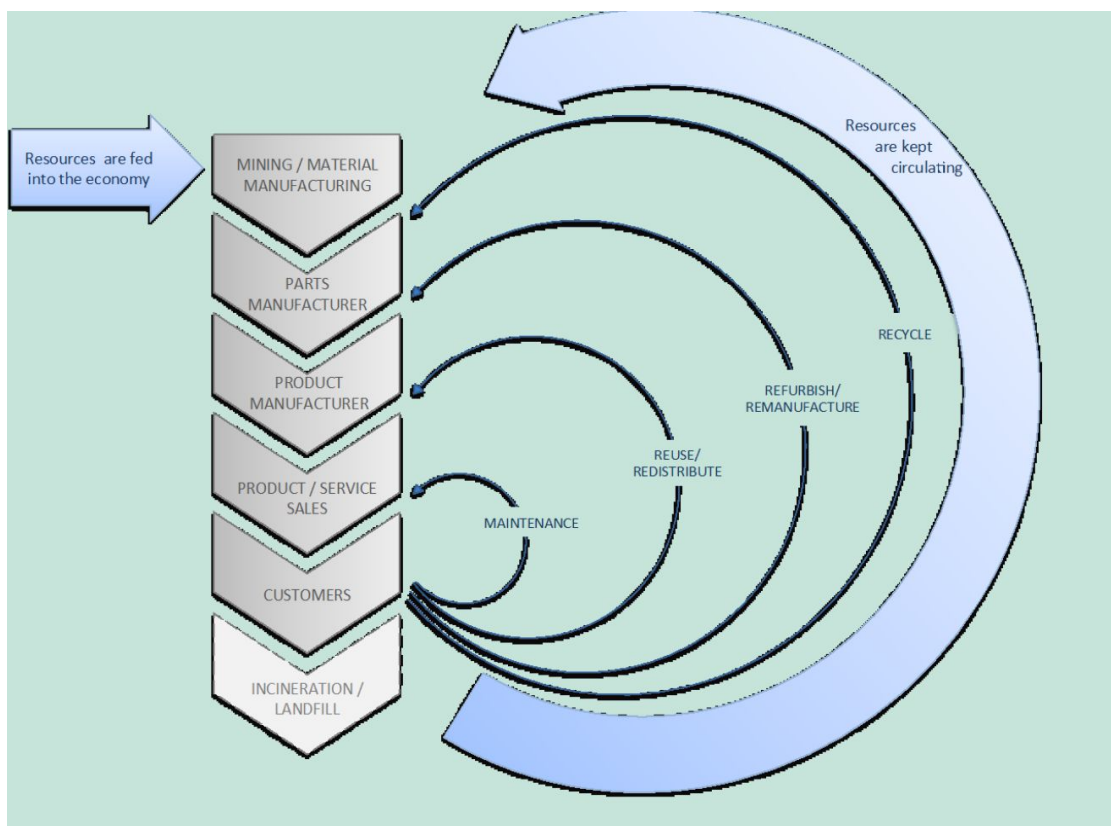 Resources are fed
into the economy
MINING / MATERIAL
MANUFACTURING
PARTS
MANUFACTURER
PRODUCT
MANUFACTURER
PRODUCT / SERVICE
SALES
CUSTOMERS
INCINERATION /
LANDFILL
MAINTENANCE
REUSE/
REDISTRIBUTE
REFURBISH/
REMANUFACTURE
RECYCLE
Resources
are kept
circulating